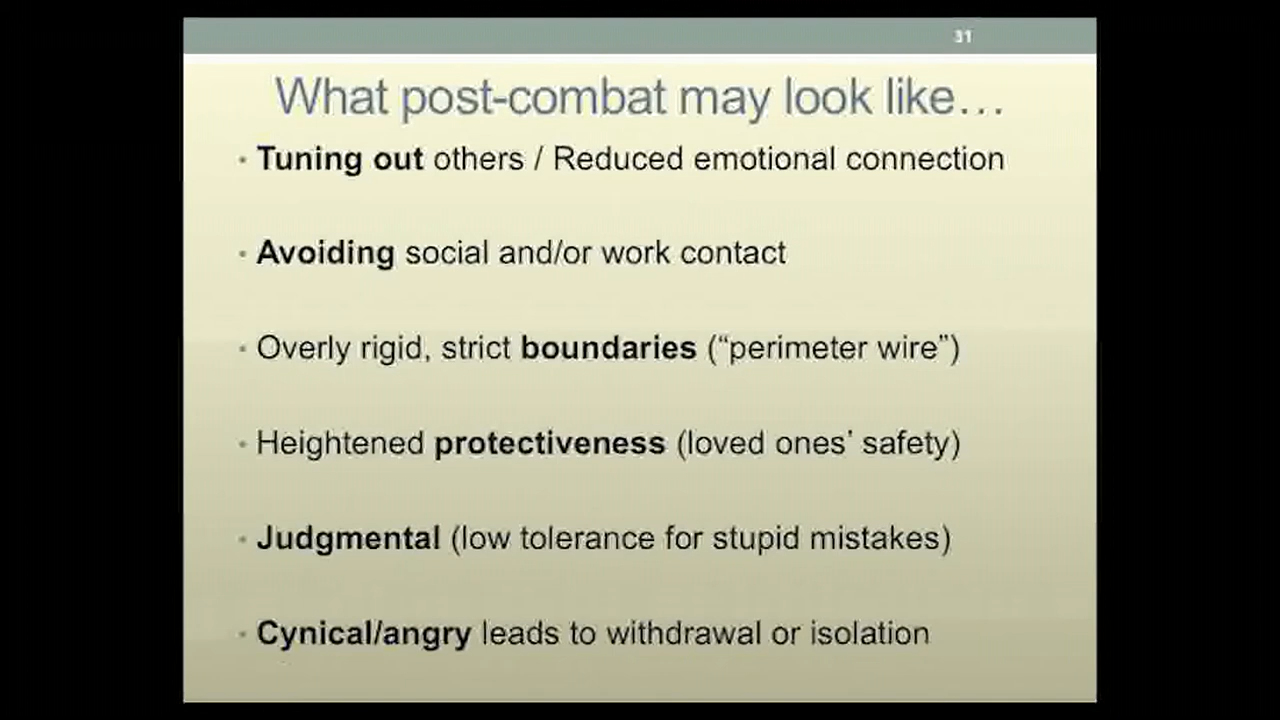 31
What post-combat may look like…
• Tuning out others / Reduced emotional connection
• Avoiding social and/or work contact
• Overly rigid, strict boundaries (“perimeter wire”)
• Heightened protectiveness (loved ones’ safety)
• Judgmental (low tolerance for stupid mistakes)
• Cynical/angry leads to withdrawal or isolation